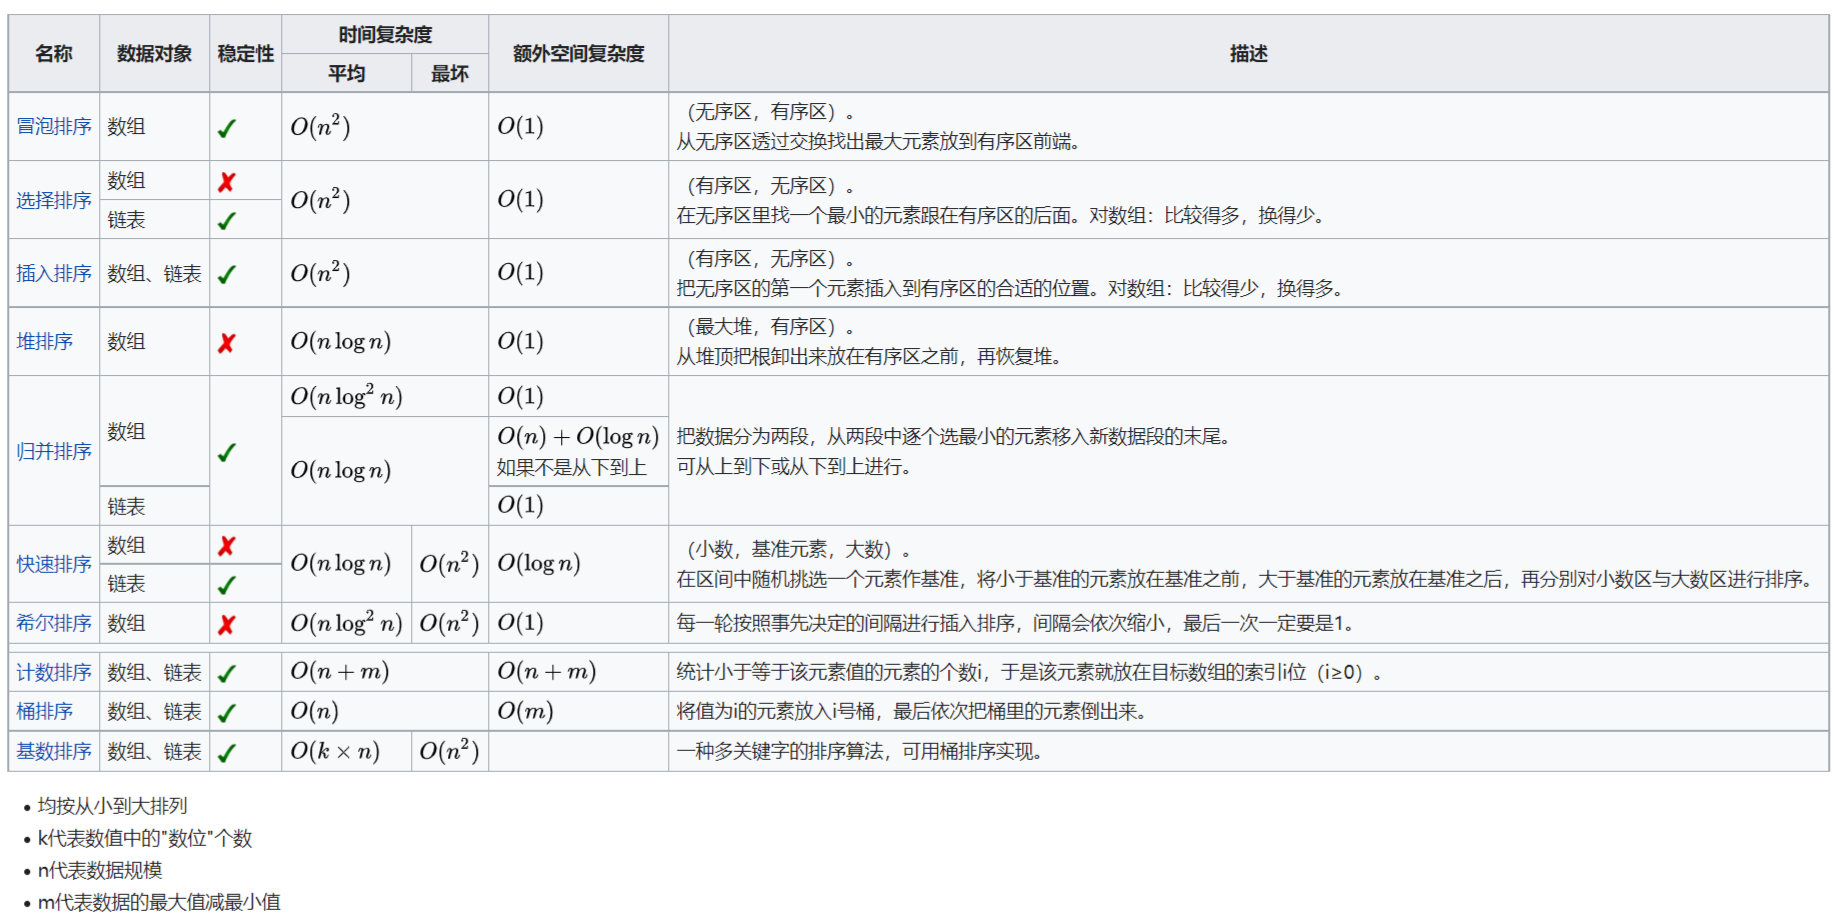 名称 数据对象 稳定性 时间复杂度 额外空间复杂度 描述
平均 最坏
冒泡排序 数组 ✔ O(n²) O(1) （无序区，有序区）。
从无序区透过交换找出最大元素放到有序区前端。
选择排序 数组 ✘ O(n²) O(1) （有序区，无序区）。
链表 ✔ 在无序区里找一个最小的元素跟在有序区的后面。对数组：比较得多，换得少。
插入排序 数组、链表 ✔ O(n²) O(1) （有序区，无序区）。
把无序区的第一个元素插入到有序区的合适的位置。对数组：比较得少，换得多。
堆排序 数组 ✘ O(n log n) O(1) （最大堆，有序区）。
从堆顶把根卸出来放在有序区之前，再恢复堆。
归并排序 数组 ✔ O(n log² n) O(1)
O(n log n) O(n) + O(log n) 把数据分为两段，从两段中逐个选最小的元素移入新数据段的末尾。
如果不是从下到上 可从上到下或从下到上进行。
链表 O(1)
快速排序 数组 ✘ O(n log n) O(n²) O(log n) （小数，基准元素，大数）。
链表 ✔ 在区间中随机挑选一个元素作基准，将小于基准的元素放在基准之前，大于基准的元素放在基准之后，再分别对小数区与大数区进行排序。
希尔排序 数组 ✘ O(n log² n) O(n²) O(1) 每一轮按照事先决定的间隔进行插入排序，间隔会依次缩小，最后一次一定要是1。
计数排序 数组、链表 ✔ O(n + m) O(n + m) 统计小于等于该元素值的元素的个数i，于是该元素就放在目标数组的索引i位（i≥0）。
桶排序 数组、链表 ✔ O(n) O(m) 将值为i的元素放入i号桶，最后依次把桶里的元素倒出来。
基数排序 数组、链表 ✔ O(k × n) O(n²) 一种多关键字的排序算法，可用桶排序实现。
• 均按从小到大排列
• k代表数值中的"数位"个数
• n代表数据规模
• m代表数据的最大值减最小值